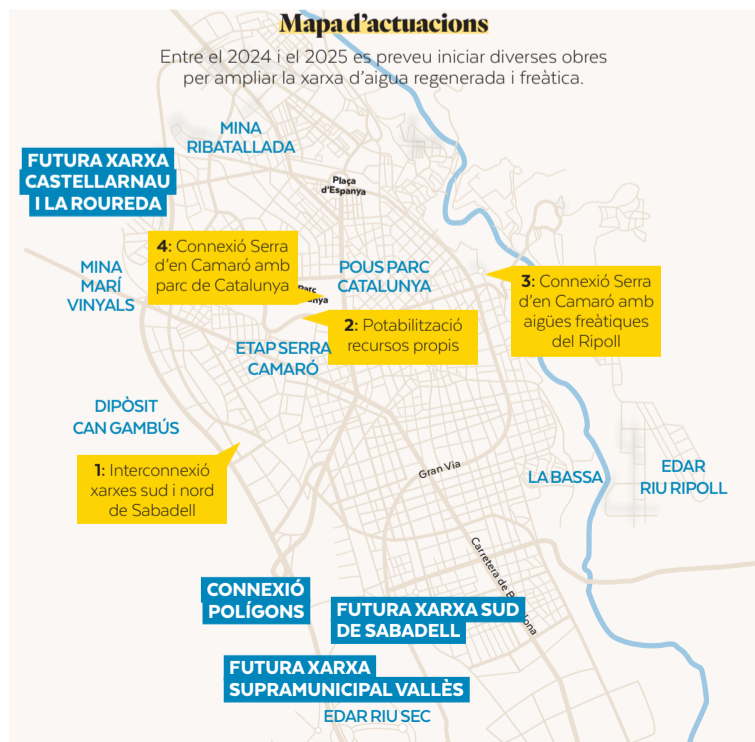 Mapa d'actuacions
Entre el 2024 i el 2025 es preveu iniciar diverses obres
per ampliar la xarxa d'aigua regenerada i freàtica.
MINA
RIBATALLADA
FUTURA XARXA
CASTELLARNAU
I LA ROUREDA
Plaça
d'Espanya
4: Connexió Serra
d'en Camaró amb
parc de Catalunya
MINA
MARÍ
VINYALS
POUS PARC
CATALUNYA
3: Connexió Serra
d'en Camaró amb
aigües freàtiques
del Ripoll
2: Potabilització
recursos propis
ETAP SERRA
CAMARÓ
DIPÒSIT
CAN GAMBÚS
1: Interconnexió
xarxes sud i nord
de Sabadell
Gran Via
LA BASSA
EDAR
RIU RIPOLL
Carretera de
CONNEXIÓ
POLÍGONS
FUTURA XARXA SUD
DE SABADELL
FUTURA XARXA
SUPRAMUNICIPAL VALLÈS
EDAR RIU SEC